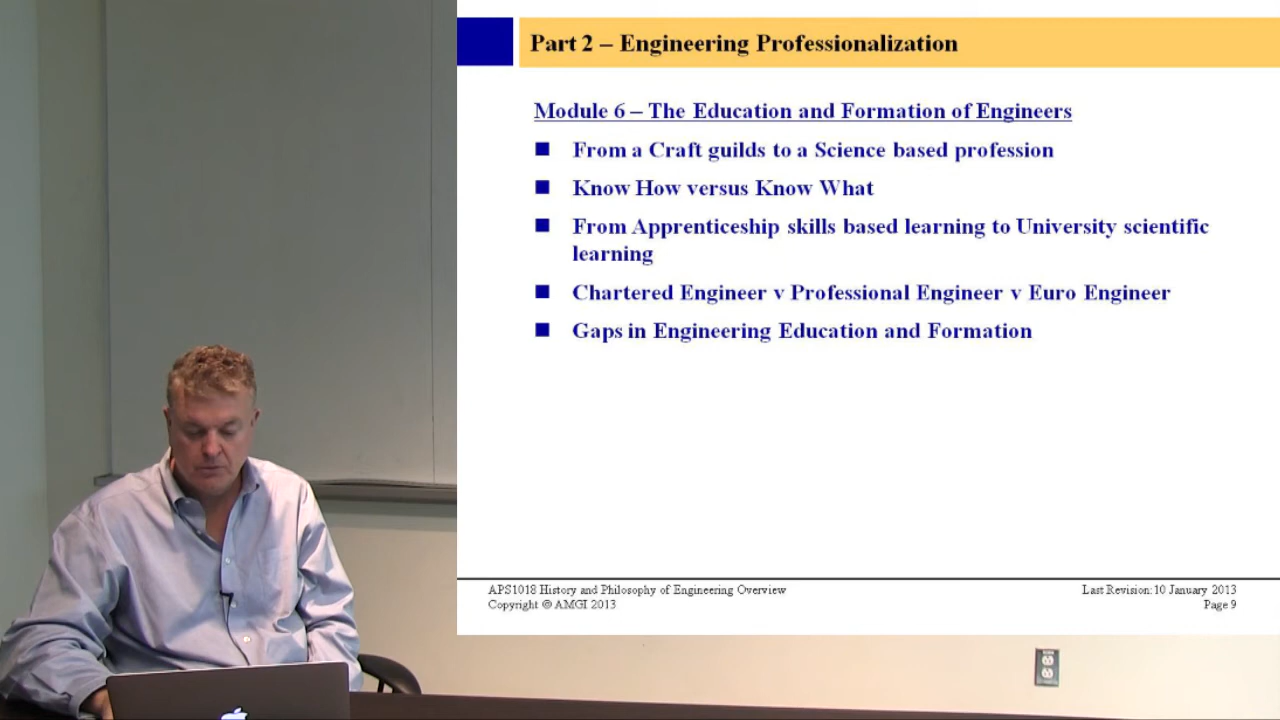 Part 2 – Engineering Professionalization
Module 6 – The Education and Formation of Engineers
From a Craft guilds to a Science based profession
Know How versus Know What
From Apprenticeship skills based learning to University scientific
learning
Chartered Engineer v Professional Engineer v Euro Engineer
Gaps in Engineering Education and Formation
APS1018 History and Philosophy of Engineering Overview
Copyright © AMGI 2013
Last Revision: 10 January 2013
Page 9